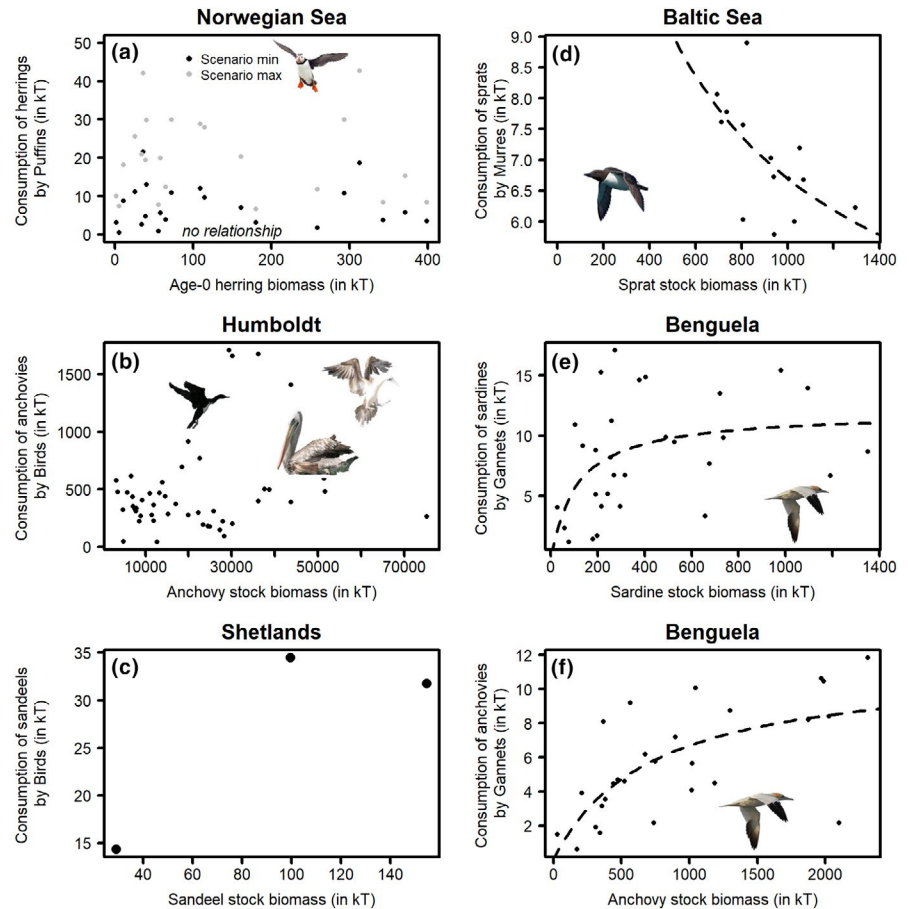 Norwegian Sea
(a)
Scenario min
Scenario max
no relationship
50
40
30
20
10
0
0 100 200 300 400
Consumption of herrings
by Puffins (in kT)
Age-0 herring biomass (in kT)
Baltic Sea
(d)
9.0
8.5
8.0
7.5
7.0
6.5
6.0
0 200 400 600 800 1000 1400
Consumption of sprats
by Murres (in kT)
Sprat stock biomass (in kT)
Humboldt
(b)
1500
1000
500
0
10000 30000 50000 70000
Consumption of anchovies
by Birds (in kT)
Anchovy stock biomass (in kT)
Benguela
(e)
15
10
5
0 200 400 600 800 1000 1400
Consumption of sardines
by Gannets (in kT)
Sardine stock biomass (in kT)
Shetlands
(c)
35
30
25
20
15
40 60 80 100 120 140
Consumption of sandeels
by Birds (in kT)
Sandeel stock biomass (in kT)
Benguela
(f)
12
10
8
6
4
2
0 500 1000 1500 2000
Consumption of anchovies
by Gannets (in kT)
Anchovy stock biomass (in kT)